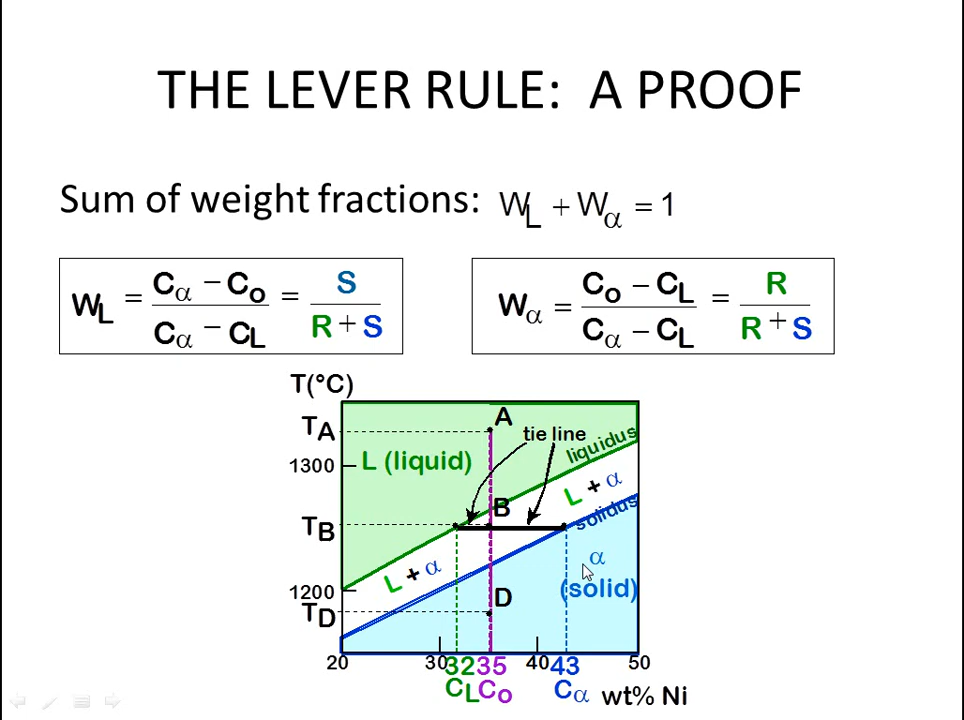 THE LEVER RULE: A PROOF
Sum of weight fractions: W_L + W_α = 1
W_L = (C_α − C_o) / (C_α − C_L) = S / (R + S)
W_α = (C_o − C_L) / (C_α − C_L) = R / (R + S)
T(°C)
T_A
A
tie line
liquidus
1300
L (liquid)
L + α
B
solidus
T_B
L + α
α
(solid)
1200
D
T_D
20 30 32 35 40 43 50
C_L C_o C_α wt% Ni